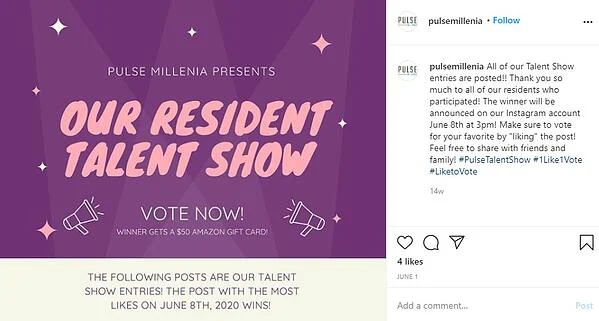 PULSE MILLENIA PRESENTS
OUR RESIDENT
TALENT SHOW
VOTE NOW!
WINNER GETS A $50 AMAZON GIFT CARD!
THE FOLLOWING POSTS ARE OUR TALENT
SHOW ENTRIES! THE POST WITH THE MOST
LIKES ON JUNE 8TH, 2020 WINS!
PULSE
pulsemillenia • Follow
PULSE
pulsemillenia All of our Talent Show
entries are posted!! Thank you so
much to all of our residents who
participated! The winner will be
announced on our Instagram account
June 8th at 3pm! Make sure to vote
for your favorite by "liking" the post!
Feel free to share with friends and
family! #PulseTalentShow #1Like1Vote
#LiketoVote
14w
4 likes
JUNE 1
Add a comment...
Post